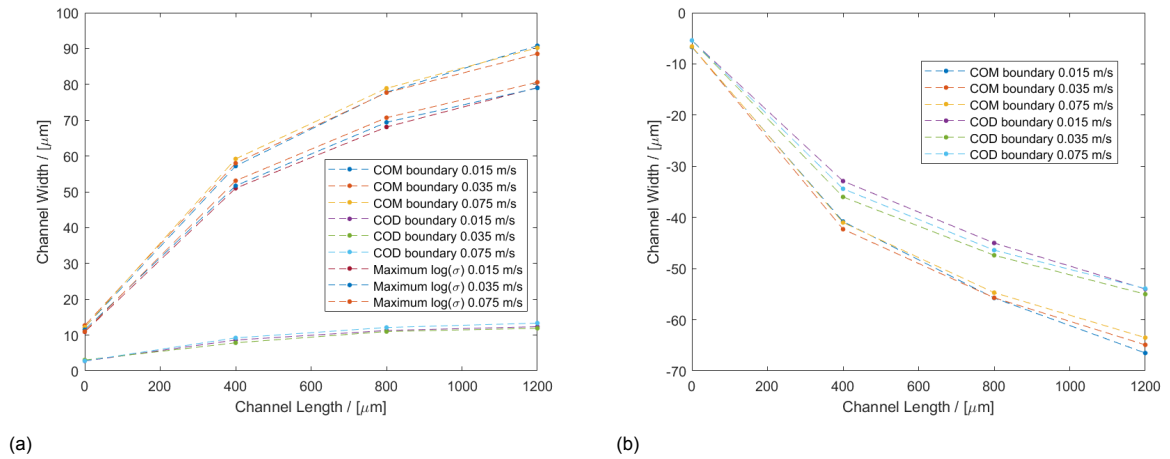 100
90
80
70
60
50
40
30
20
10
0
Channel Width / [μm]
COM boundary 0.015 m/s
COM boundary 0.035 m/s
COM boundary 0.075 m/s
COD boundary 0.015 m/s
COD boundary 0.035 m/s
COD boundary 0.075 m/s
Maximum log(σ) 0.015 m/s
Maximum log(σ) 0.035 m/s
Maximum log(σ) 0.075 m/s
0 200 400 600 800 1000 1200
Channel Length / [μm]
(a)
0
-10
-20
-30
-40
-50
-60
-70
Channel Width / [μm]
COM boundary 0.015 m/s
COM boundary 0.035 m/s
COM boundary 0.075 m/s
COD boundary 0.015 m/s
COD boundary 0.035 m/s
COD boundary 0.075 m/s
0 200 400 600 800 1000 1200
Channel Length / [μm]
(b)